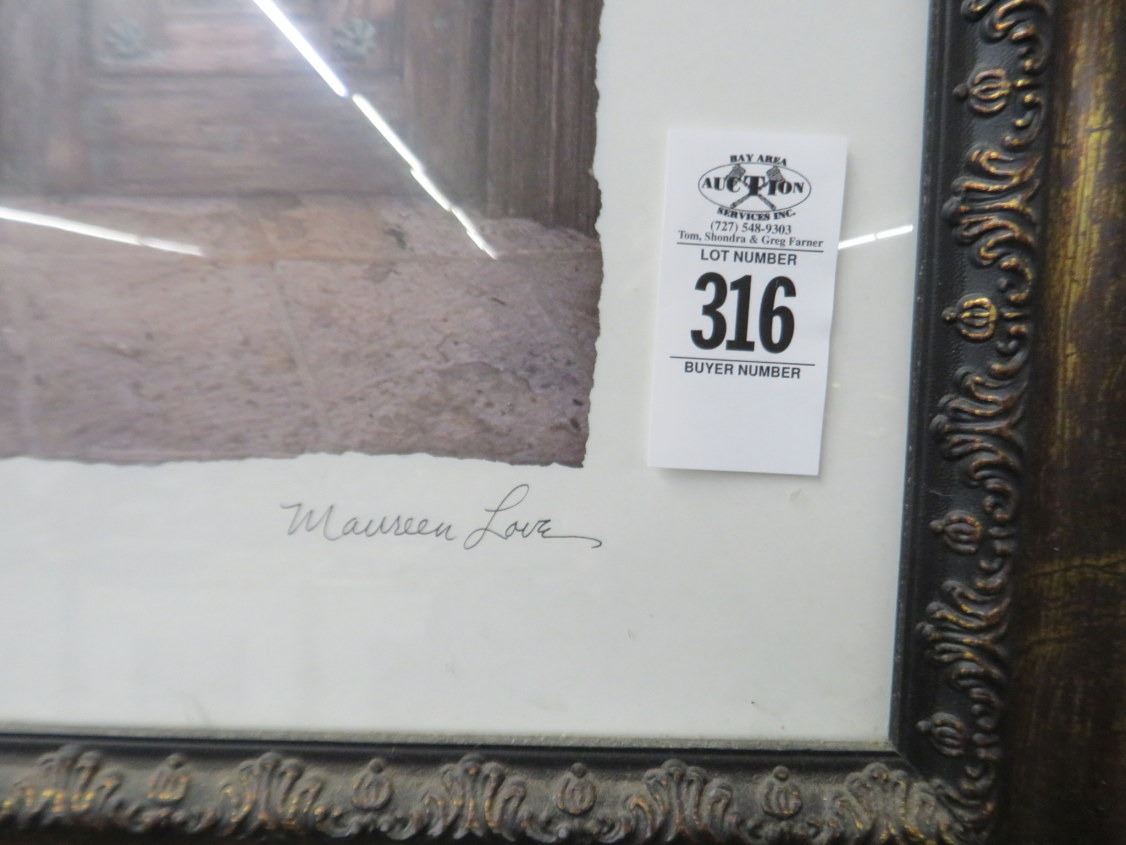 BAY AREA
AUCTION
SERVICES INC.
(727) 548-9303
Tom, Shondra & Greg Farner
LOT NUMBER
316
BUYER NUMBER
Maureen Love